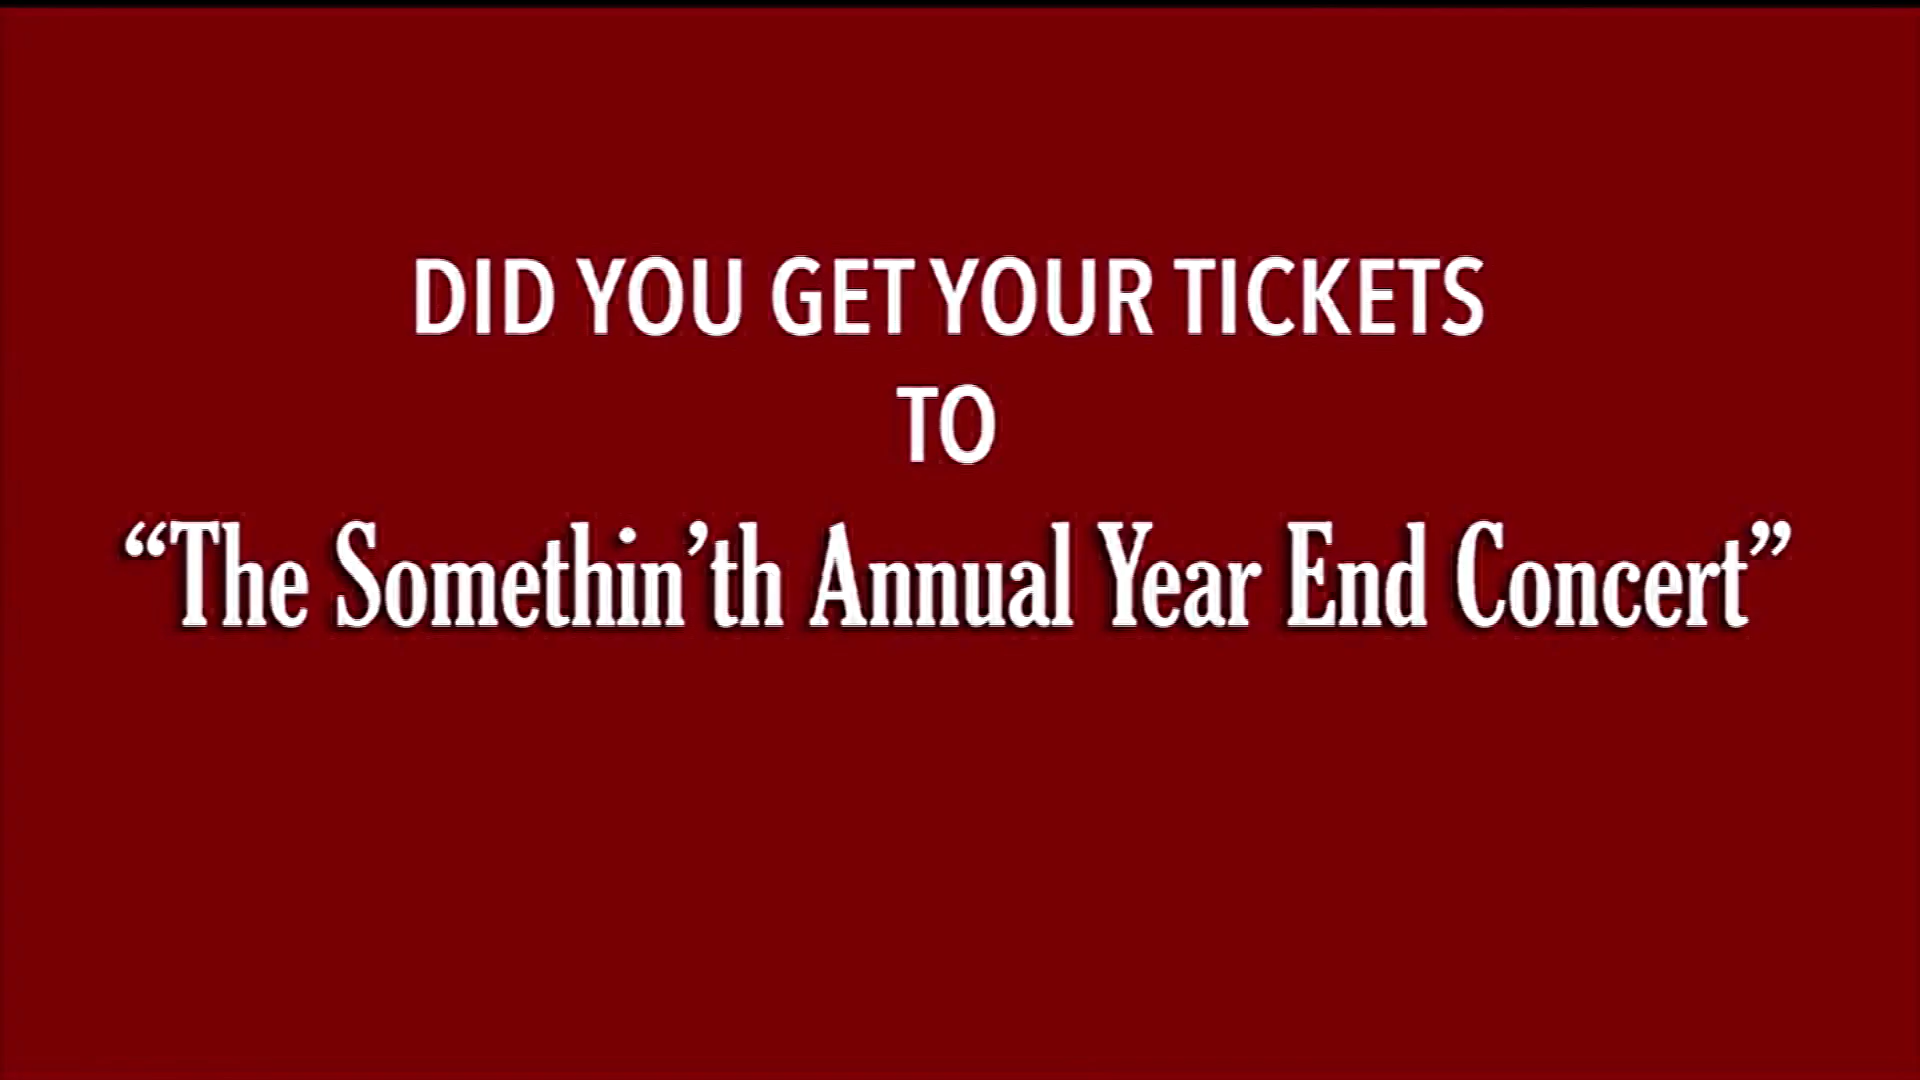 DID YOU GET YOUR TICKETS
TO
“The Somethin’th Annual Year End Concert”